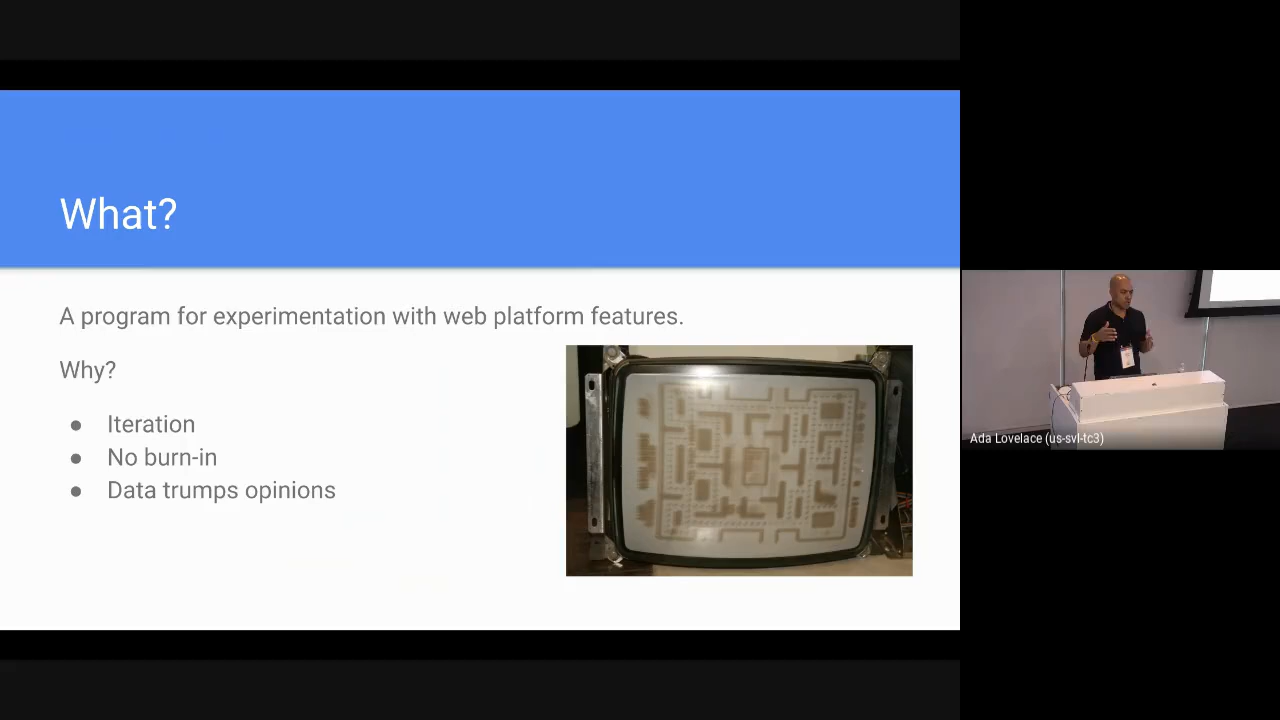 What?
A program for experimentation with web platform features.
Why?
● Iteration
● No burn-in
● Data trumps opinions
Ada Lovelace (us-svl-tc3)